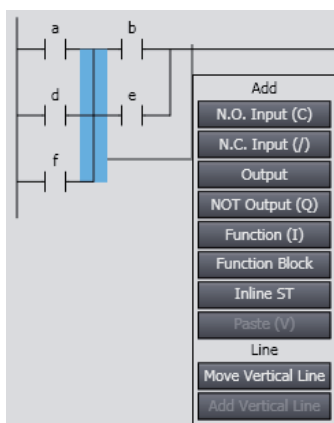 a b
d e
f
Add
N.O. Input (C)
N.C. Input (/)
Output
NOT Output (Q)
Function (I)
Function Block
Inline ST
Paste (V)
Line
Move Vertical Line
Add Vertical Line